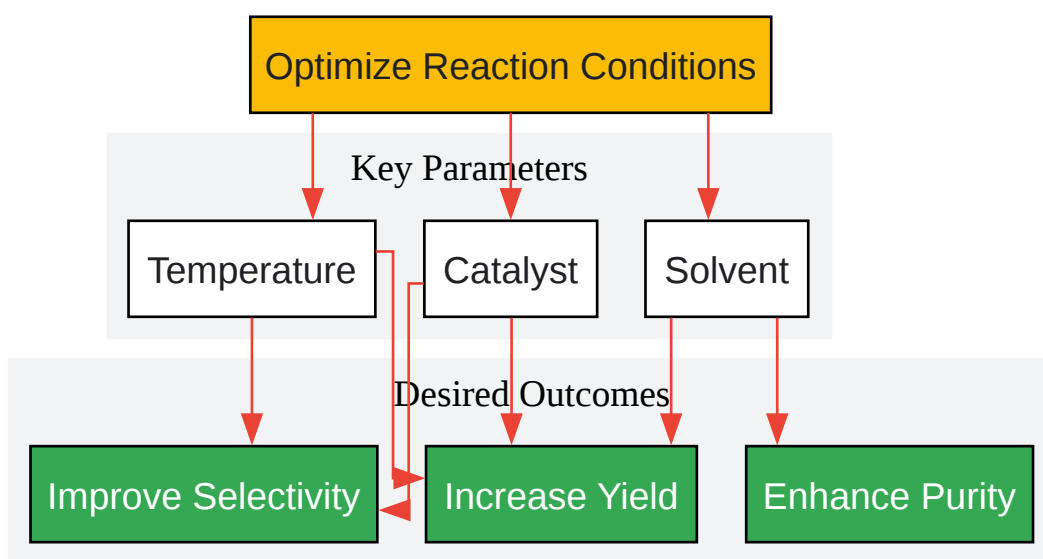 Optimize Reaction Conditions
Key Parameters
Temperature
Catalyst
Solvent
Desired Outcomes
Improve Selectivity
Increase Yield
Enhance Purity